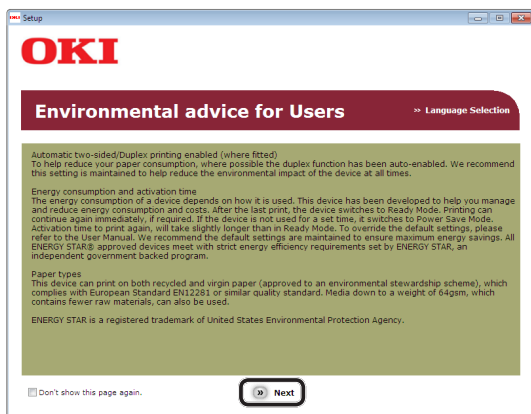 OKI Setup
OKI
Environmental advice for Users
» Language Selection
Automatic two-sided/Duplex printing enabled (where fitted)
To help reduce your paper consumption, where possible the duplex function has been auto-enabled. We recommend
this setting is maintained to help reduce the environmental impact of the device at all times.
Energy consumption and activation time
The energy consumption of a device depends on how it is used. This device has been developed to help you manage
and reduce energy consumption and costs. After the last print, the device switches to Ready Mode. Printing can
continue again immediately, if required. If the device is not used for a set time, it switches to Power Save Mode.
Activation time to print again, will take slightly longer than in Ready Mode. To override the default settings, please
refer to the User Manual. We recommend the default settings are maintained to ensure maximum energy savings. All
ENERGY STAR® approved devices meet with strict energy efficiency requirements set by ENERGY STAR, an
independent government backed program.
Paper types
This device can print on both recycled and virgin paper (approved to an environmental stewardship scheme), which
complies with European Standard EN12281 or similar quality standard. Media down to a weight of 64gsm, which
contains fewer raw materials, can also be used.
ENERGY STAR is a registered trademark of United States Environmental Protection Agency.
Don't show this page again.
» Next